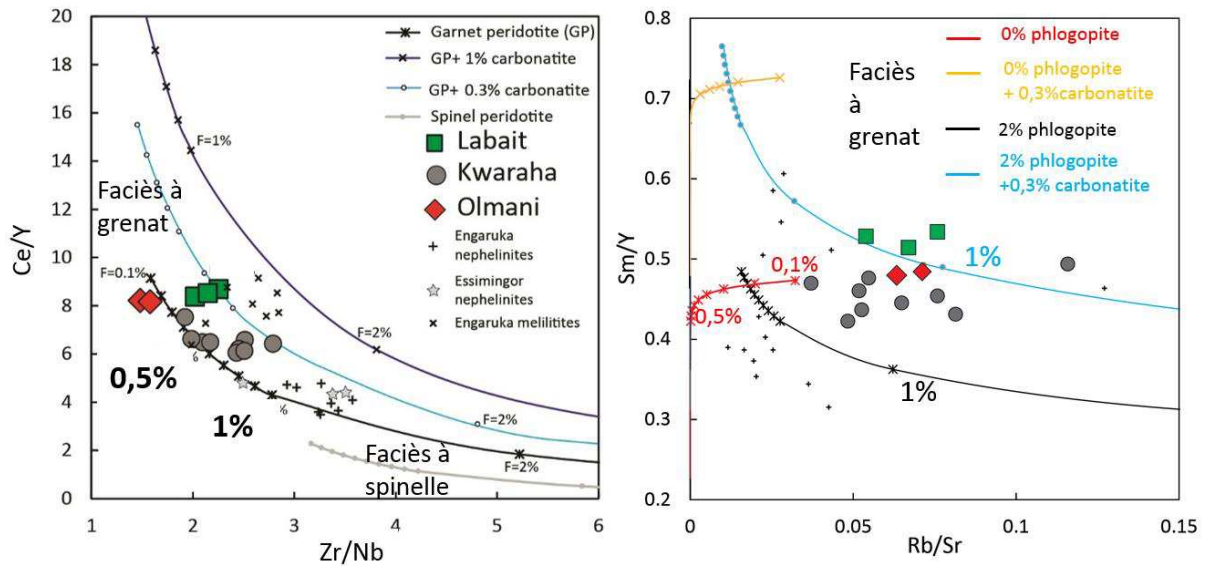 20
18
16
14
12
10
8
6
4
2
0
Ce/Y
1
2
3
4
5
6
Zr/Nb
Garnet peridotite (GP)
GP+ 1% carbonatite
GP+ 0.3% carbonatite
Spinel peridotite
Labait
Kwaraha
Olmani
Engaruka
nephelinites
Essimingor
nephelinites
Engaruka melilitites
F=1%
Faciès à
grenat
F=0.1%
F=2%
0,5%
%
1%
%
F=2%
F=2%
Faciès à
spinelle
0.8
0.7
0.6
0.5
0.4
0.3
0.2
Sm/Y
0
0.05
0.1
0.15
Rb/Sr
Faciès
à
grenat
0% phlogopite
0% phlogopite
+ 0,3%carbonatite
2% phlogopite
2% phlogopite
+0,3% carbonatite
0,1%
1%
0,5%
1%